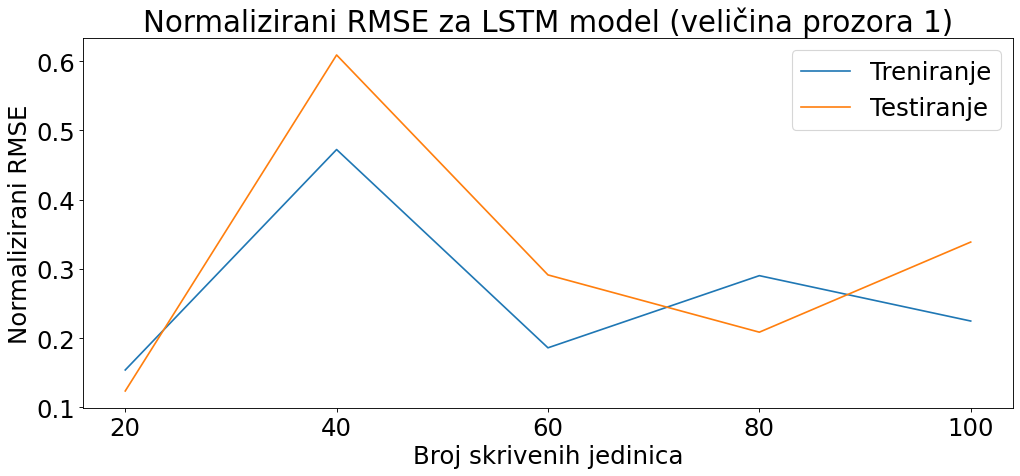 Normalizirani RMSE za LSTM model (veličina prozora 1)
Treniranje
Testiranje
Normalizirani RMSE
0.6
0.5
0.4
0.3
0.2
0.1
20 40 60 80 100
Broj skrivenih jedinica